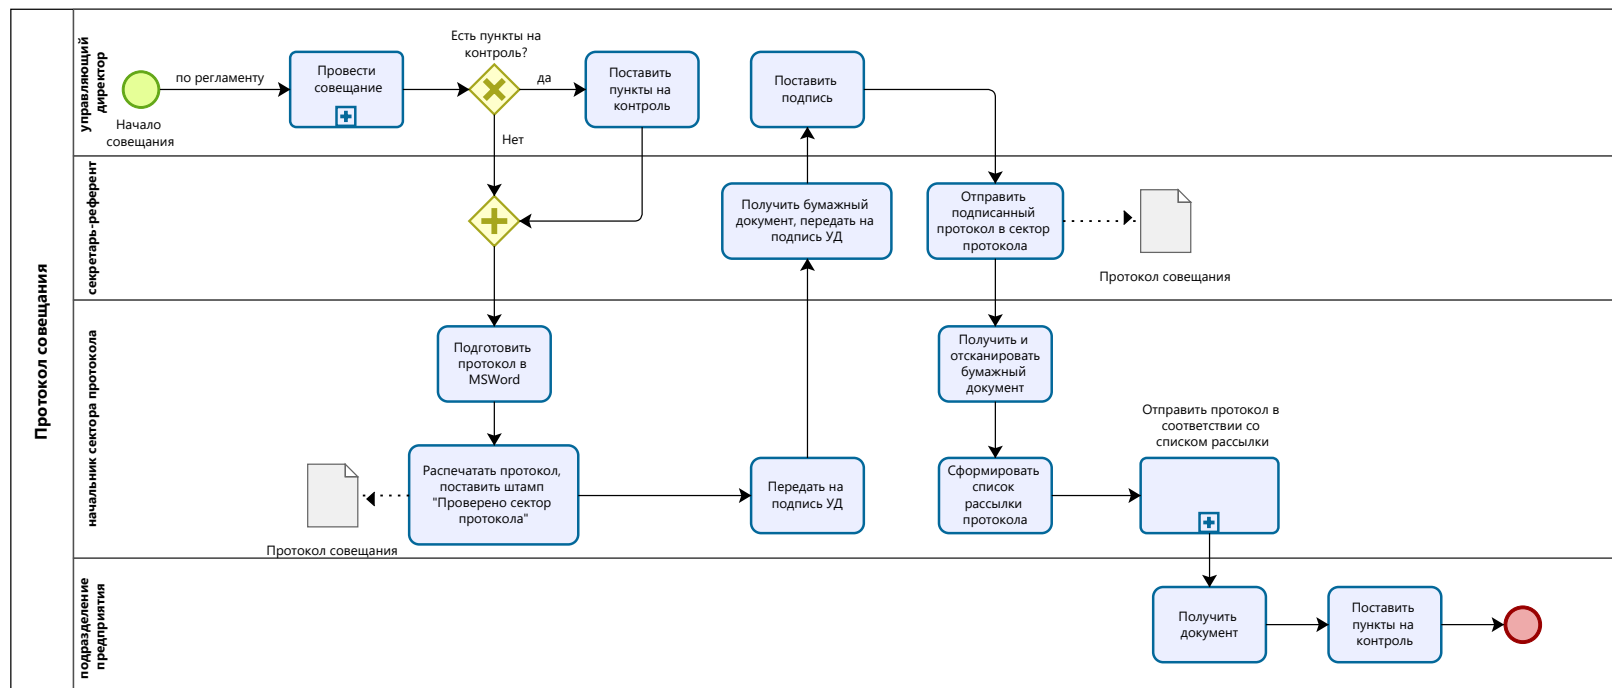 Протокол совещания
управляющий
директор
Начало
совещания
по регламенту
Провести
совещание
Есть пункты на
контроль?
да
Нет
Поставить
пункты на
контроль
Поставить
подпись
секретарь-референт
Получить бумажный
документ, передать на
подпись УД
Отправить
подписанный
протокол в сектор
протокола
Протокол совещания
начальник сектора протокола
Подготовить
протокол в
MSWord
Распечатать протокол,
поставить штамп
"Проверено сектор
протокола"
Протокол совещания
Передать на
подпись УД
Получить и
отсканировать
бумажный
документ
Сформировать
список
рассылки
протокола
Отправить протокол в
соответствии со
списком рассылки
подразделение
предприятия
Получить
документ
Поставить
пункты на
контроль